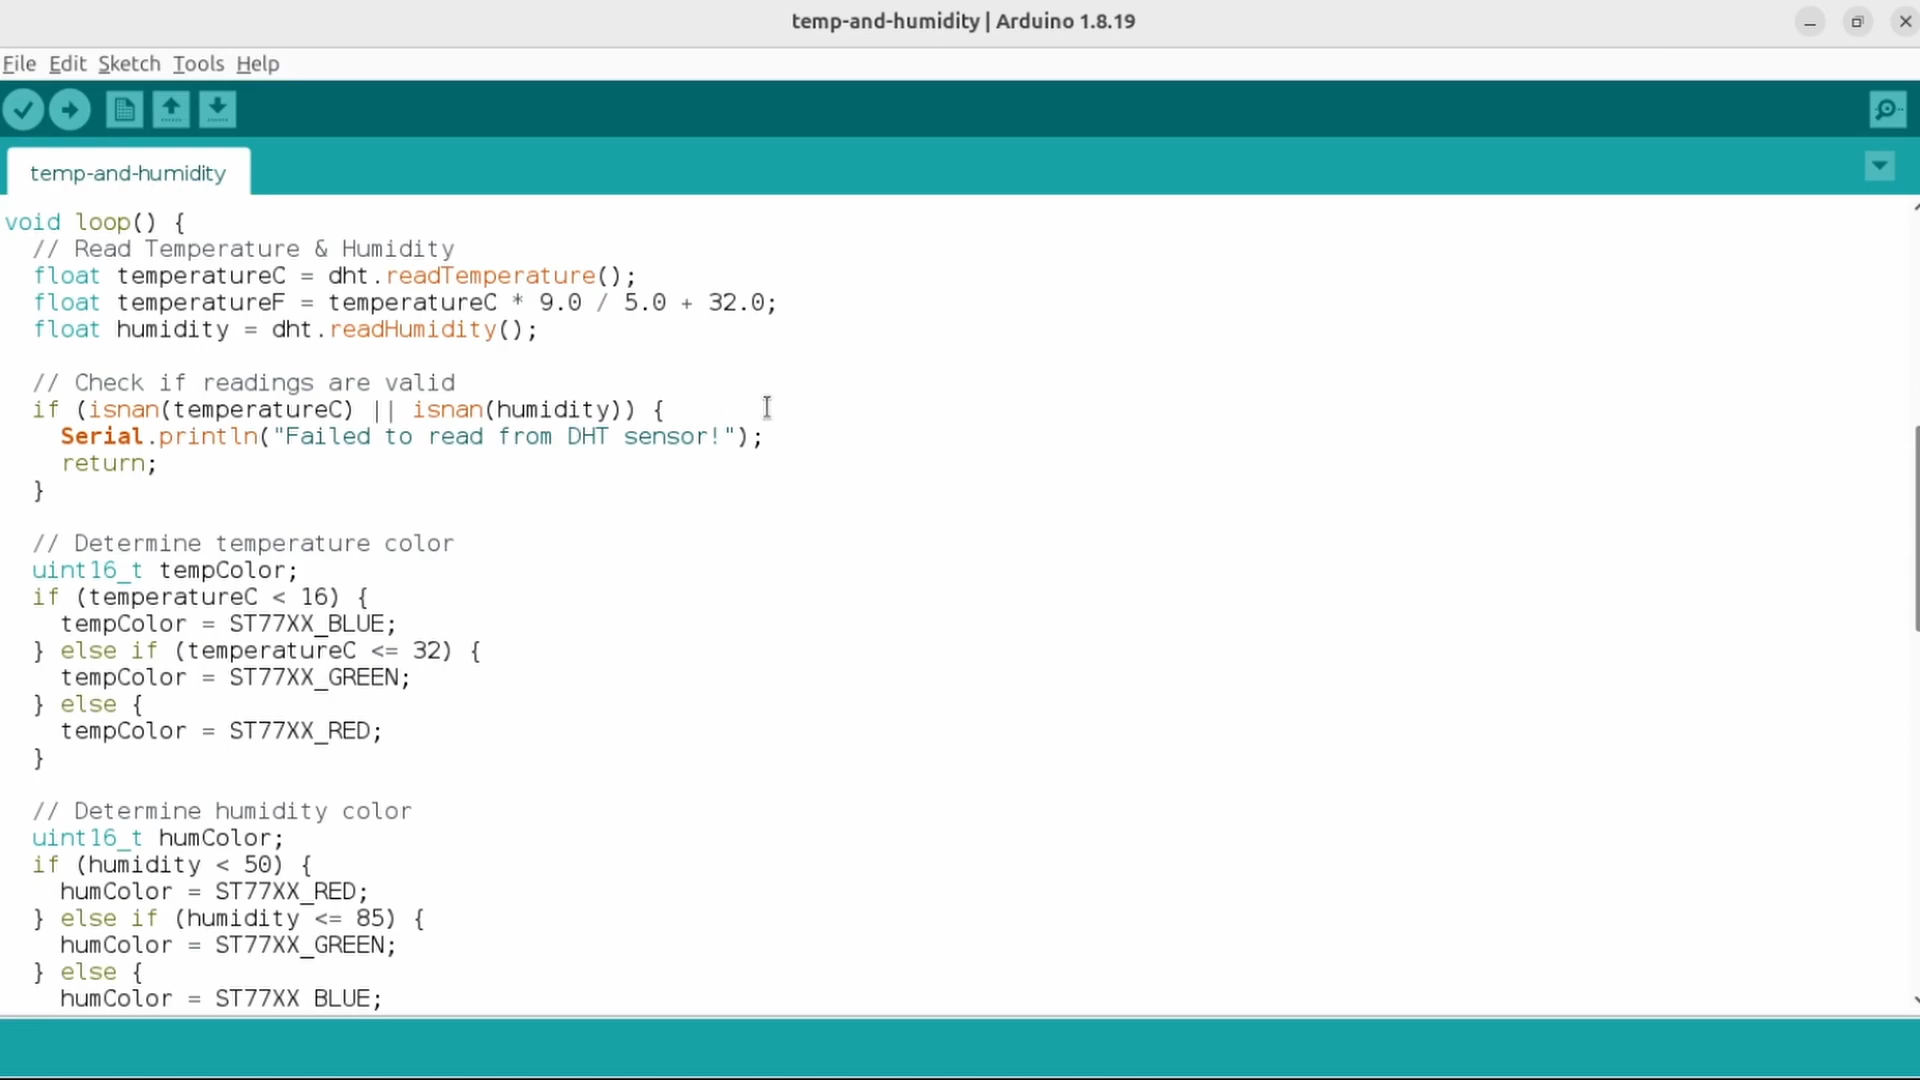 temp-and-humidity | Arduino 1.8.19
File Edit Sketch Tools Help
temp-and-humidity
void loop() {
  // Read Temperature & Humidity
  float temperatureC = dht.readTemperature();
  float temperatureF = temperatureC * 9.0 / 5.0 + 32.0;
  float humidity = dht.readHumidity();

  // Check if readings are valid
  if (isnan(temperatureC) || isnan(humidity)) {
    Serial.println("Failed to read from DHT sensor!");
    return;
  }

  // Determine temperature color
  uint16_t tempColor;
  if (temperatureC < 16) {
    tempColor = ST77XX_BLUE;
  } else if (temperatureC <= 32) {
    tempColor = ST77XX_GREEN;
  } else {
    tempColor = ST77XX_RED;
  }

  // Determine humidity color
  uint16_t humColor;
  if (humidity < 50) {
    humColor = ST77XX_RED;
  } else if (humidity <= 85) {
    humColor = ST77XX_GREEN;
  } else {
    humColor = ST77XX_BLUE;